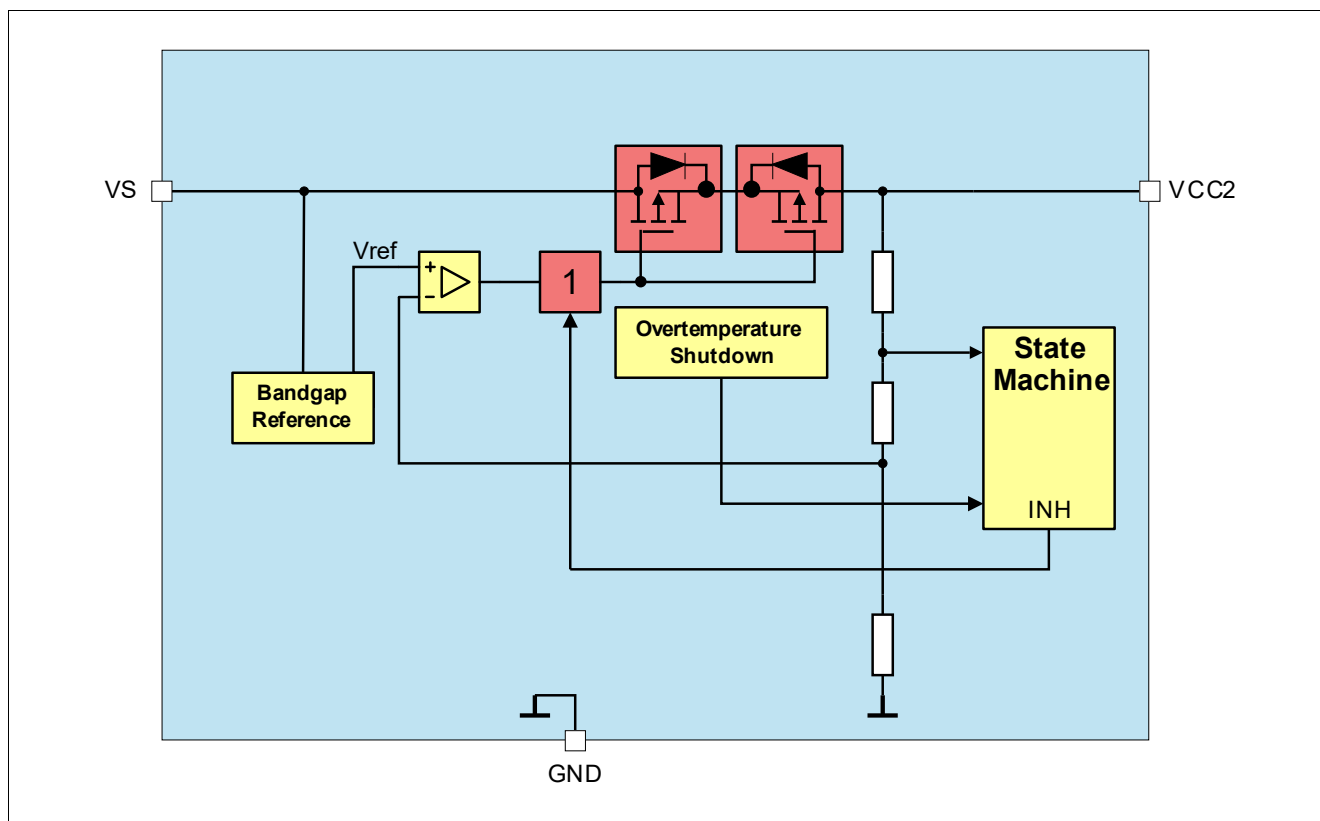 VS
VCC2
Vref
+
−
1
Overtemperature
Shutdown
State
Machine
Bandgap
Reference
INH
GND